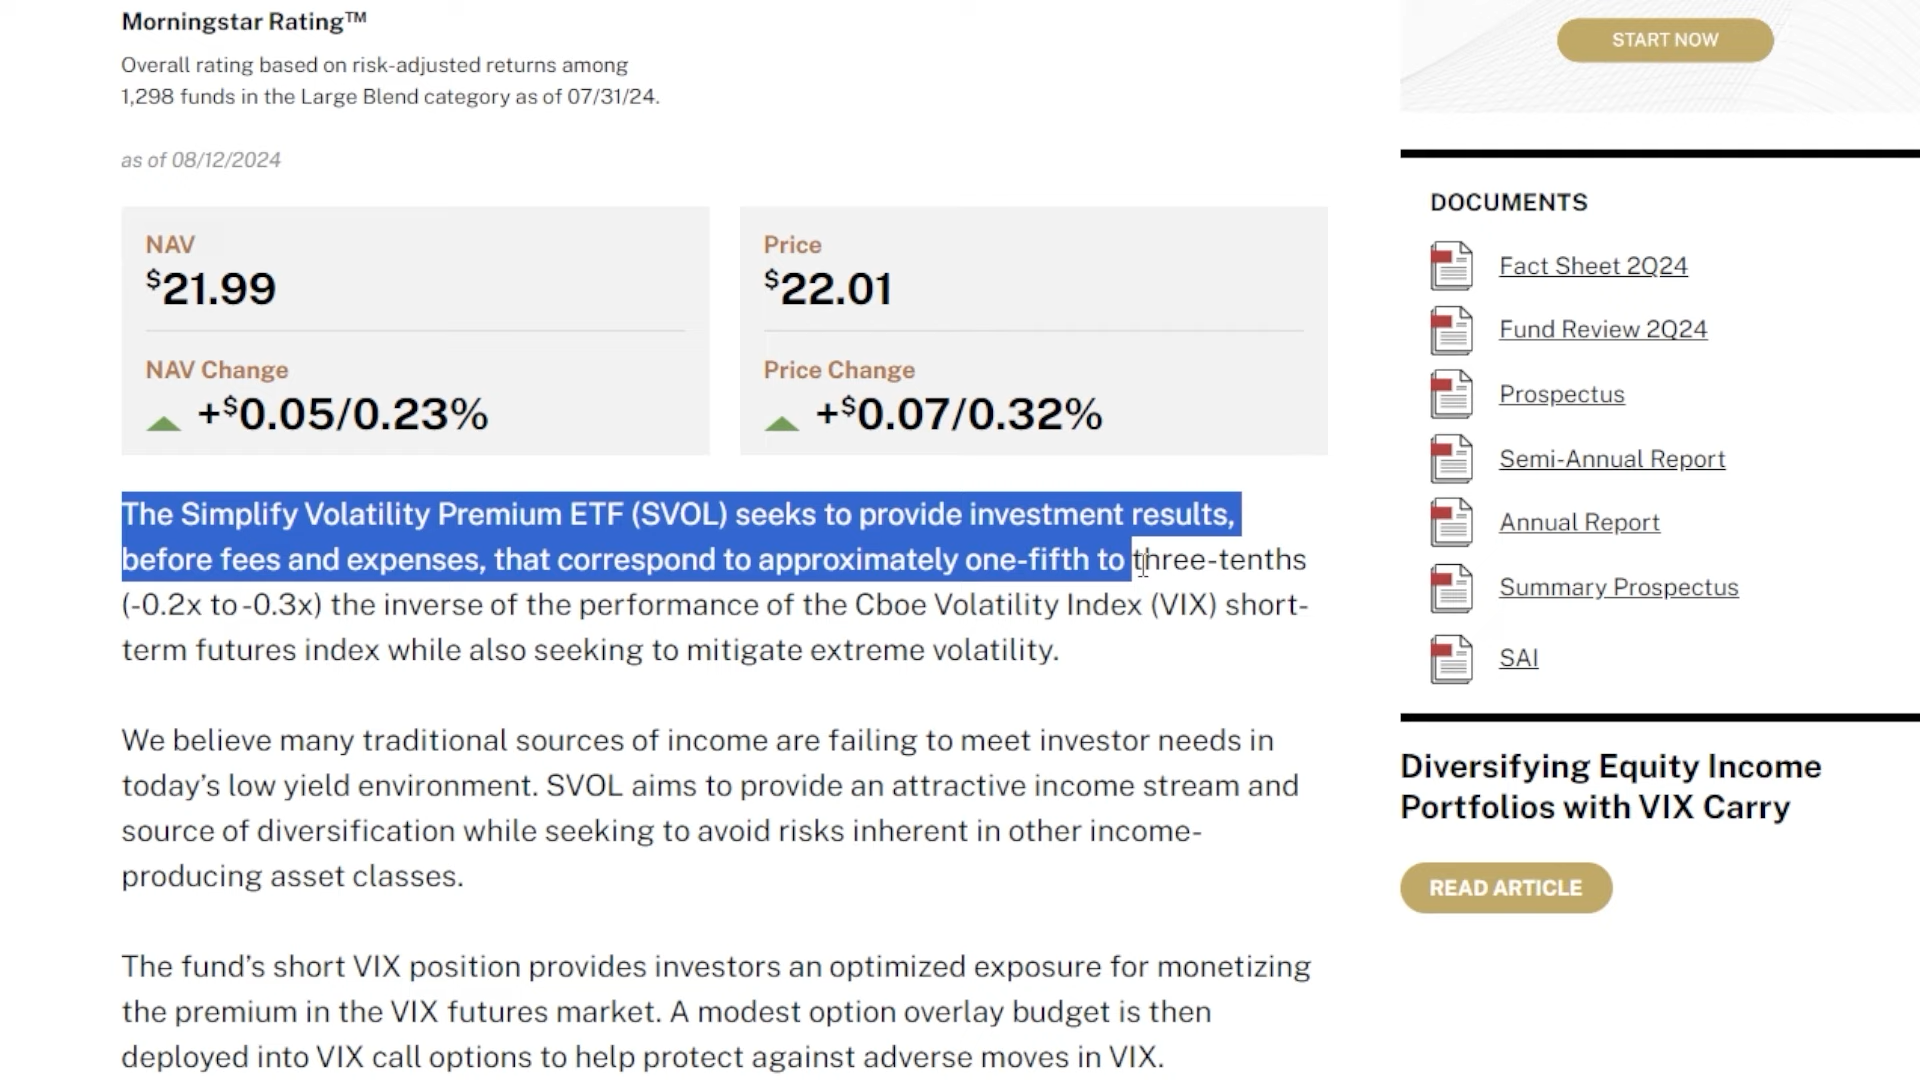 Morningstar Rating™
Overall rating based on risk-adjusted returns among
1,298 funds in the Large Blend category as of 07/31/24.
as of 08/12/2024
NAV
$21.99
NAV Change
+$0.05/0.23%
Price
$22.01
Price Change
+$0.07/0.32%
The Simplify Volatility Premium ETF (SVOL) seeks to provide investment results,
before fees and expenses, that correspond to approximately one-fifth to three-tenths
(-0.2x to -0.3x) the inverse of the performance of the Cboe Volatility Index (VIX) short-
term futures index while also seeking to mitigate extreme volatility.
We believe many traditional sources of income are failing to meet investor needs in
today’s low yield environment. SVOL aims to provide an attractive income stream and
source of diversification while seeking to avoid risks inherent in other income-
producing asset classes.
The fund’s short VIX position provides investors an optimized exposure for monetizing
the premium in the VIX futures market. A modest option overlay budget is then
deployed into VIX call options to help protect against adverse moves in VIX.
START NOW
DOCUMENTS
Fact Sheet 2Q24
Fund Review 2Q24
Prospectus
Semi-Annual Report
Annual Report
Summary Prospectus
SAI
Diversifying Equity Income
Portfolios with VIX Carry
READ ARTICLE